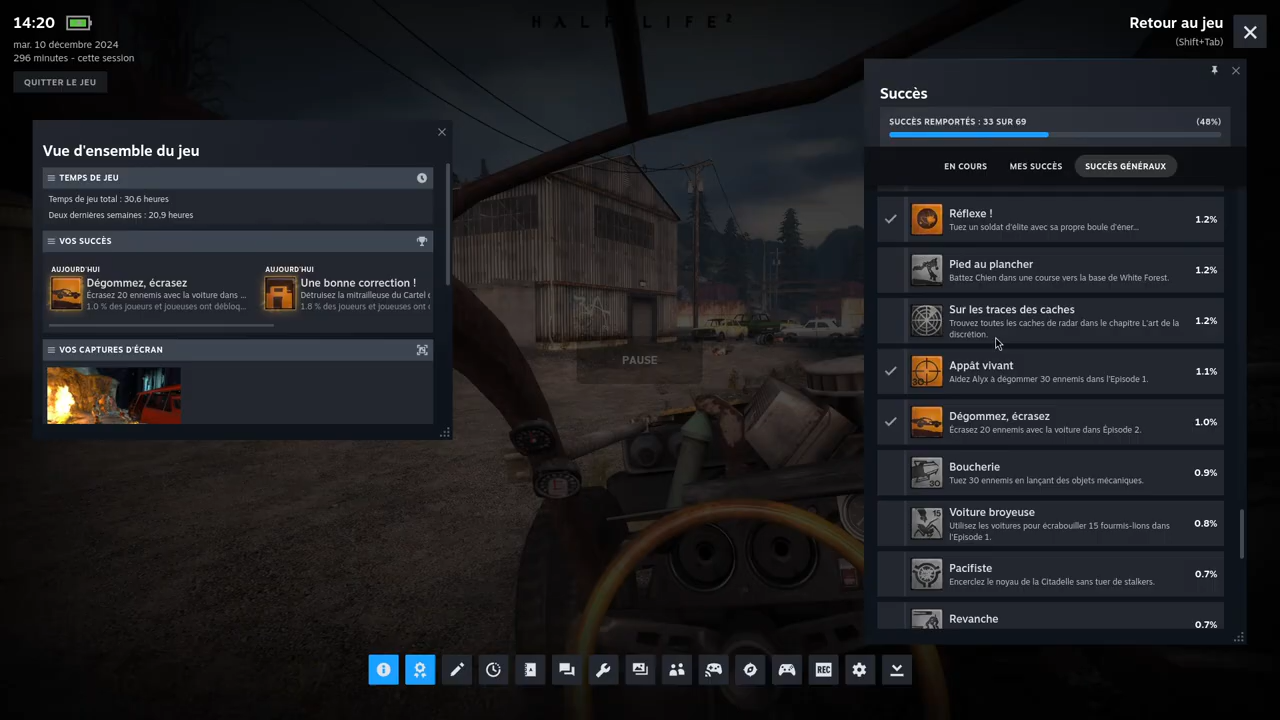 14:20
mar. 10 décembre 2024
296 minutes - cette session
QUITTER LE JEU
HALF-LIFE²
Retour au jeu
(Shift+Tab)
Vue d'ensemble du jeu
TEMPS DE JEU
Temps de jeu total : 30,6 heures
Deux dernières semaines : 20,9 heures
VOS SUCCÈS
AUJOURD'HUI
Dégommez, écrasez
Écrasez 20 ennemis avec la voiture dans ...
1.0 % des joueurs et joueuses ont débloq...
AUJOURD'HUI
Une bonne correction !
Détruisez la mitrailleuse du Cartel d
1.8 % des joueurs et joueuses ont d
VOS CAPTURES D'ÉCRAN
PAUSE
Succès
SUCCÈS REMPORTÉS : 33 SUR 69
(48%)
EN COURS
MES SUCCÈS
SUCCÈS GÉNÉRAUX
Réflexe !
Tuez un soldat d'élite avec sa propre boule d'éner...
1.2%
Pied au plancher
Battez Chien dans une course vers la base de White Forest.
1.2%
Sur les traces des caches
Trouvez toutes les caches de radar dans le chapitre L'art de la
discrétion.
1.2%
30
Appât vivant
Aidez Alyx à dégommer 30 ennemis dans l'Episode 1.
1.1%
Dégommez, écrasez
Écrasez 20 ennemis avec la voiture dans Épisode 2.
1.0%
30
Boucherie
Tuez 30 ennemis en lançant des objets mécaniques.
0.9%
15
Voiture broyeuse
Utilisez les voitures pour écrabouiller 15 fourmis-lions dans
l'Episode 1.
0.8%
Pacifiste
Encerclez le noyau de la Citadelle sans tuer de stalkers.
0.7%
Revanche
0.7%
REC